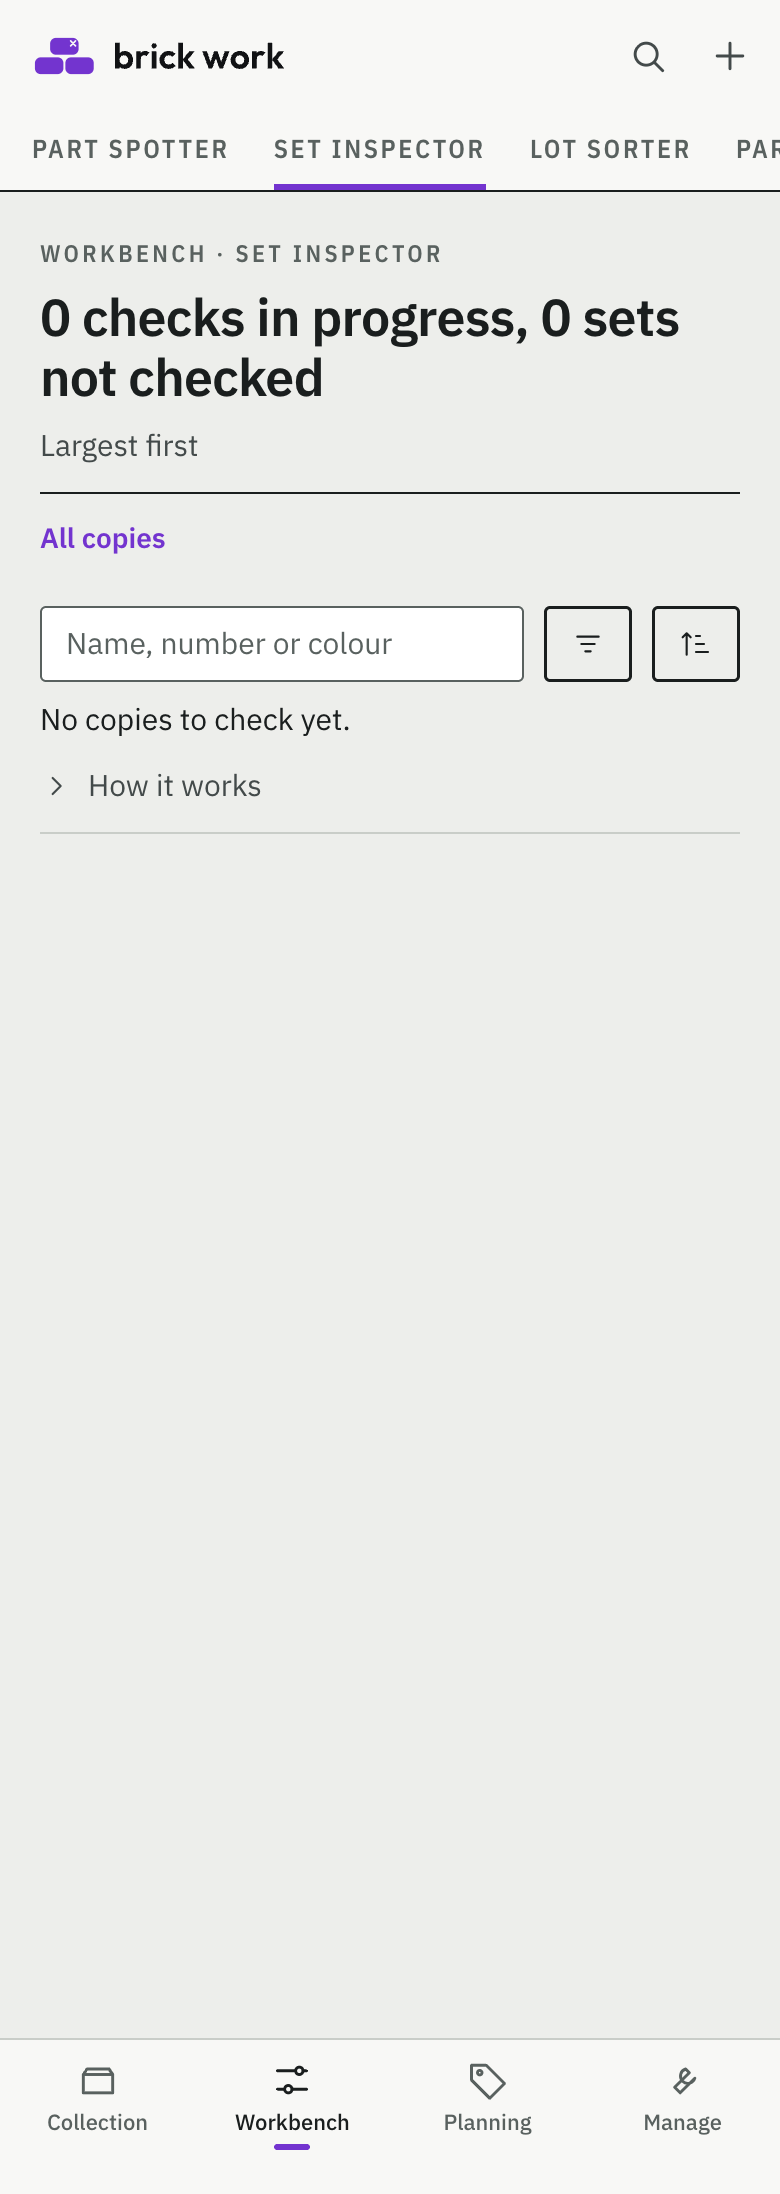 brick work
PART SPOTTER SET INSPECTOR LOT SORTER PAR
WORKBENCH · SET INSPECTOR
0 checks in progress, 0 sets
not checked
Largest first
All copies
Name, number or colour
No copies to check yet.
How it works
Collection Workbench Planning Manage